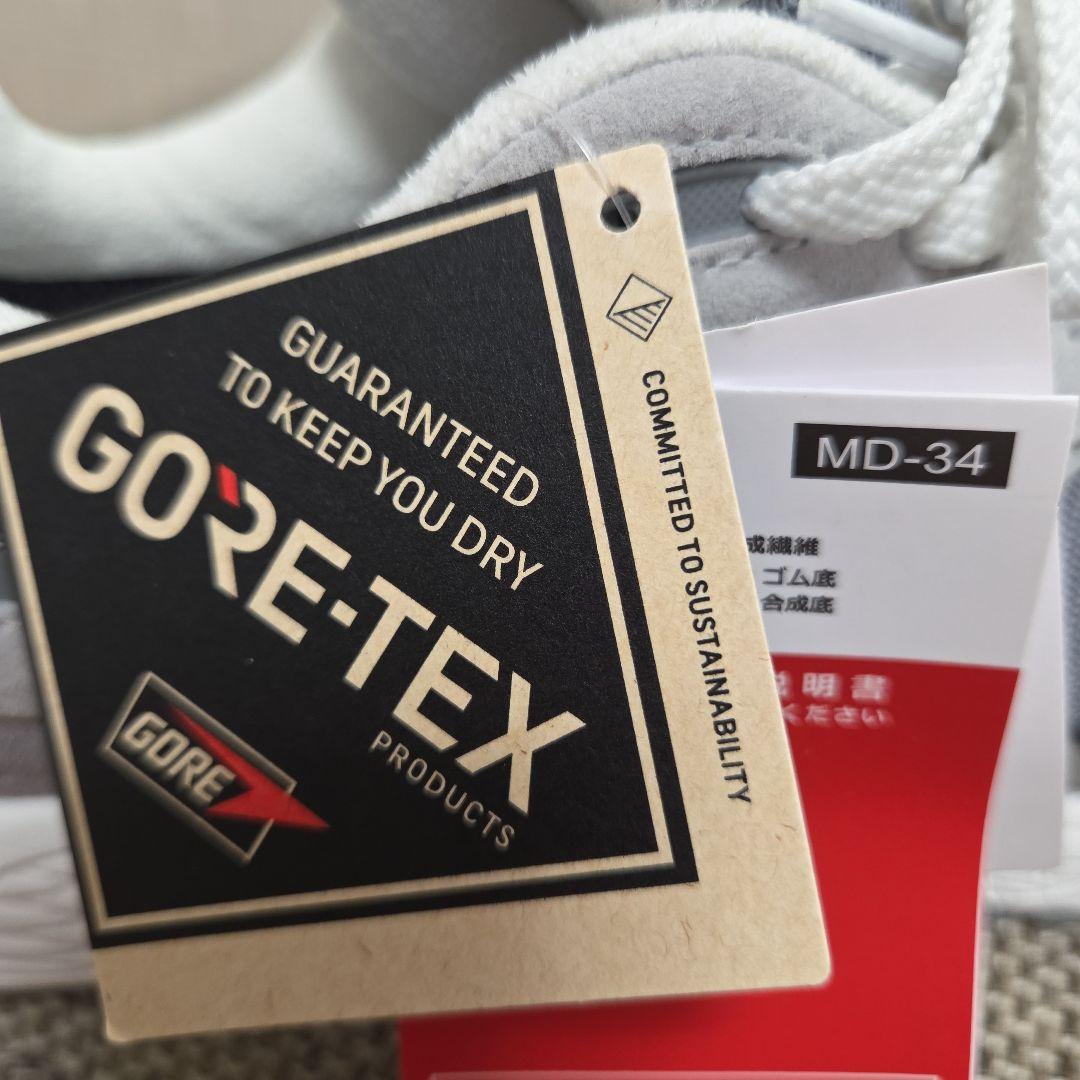 GUARANTEED
TO KEEP YOU DRY
GORE-TEX
PRODUCTS
GORE
COMMITTED TO SUSTAINABILITY
MD-34
成繊維
ゴム底
合成底
説明書
ください